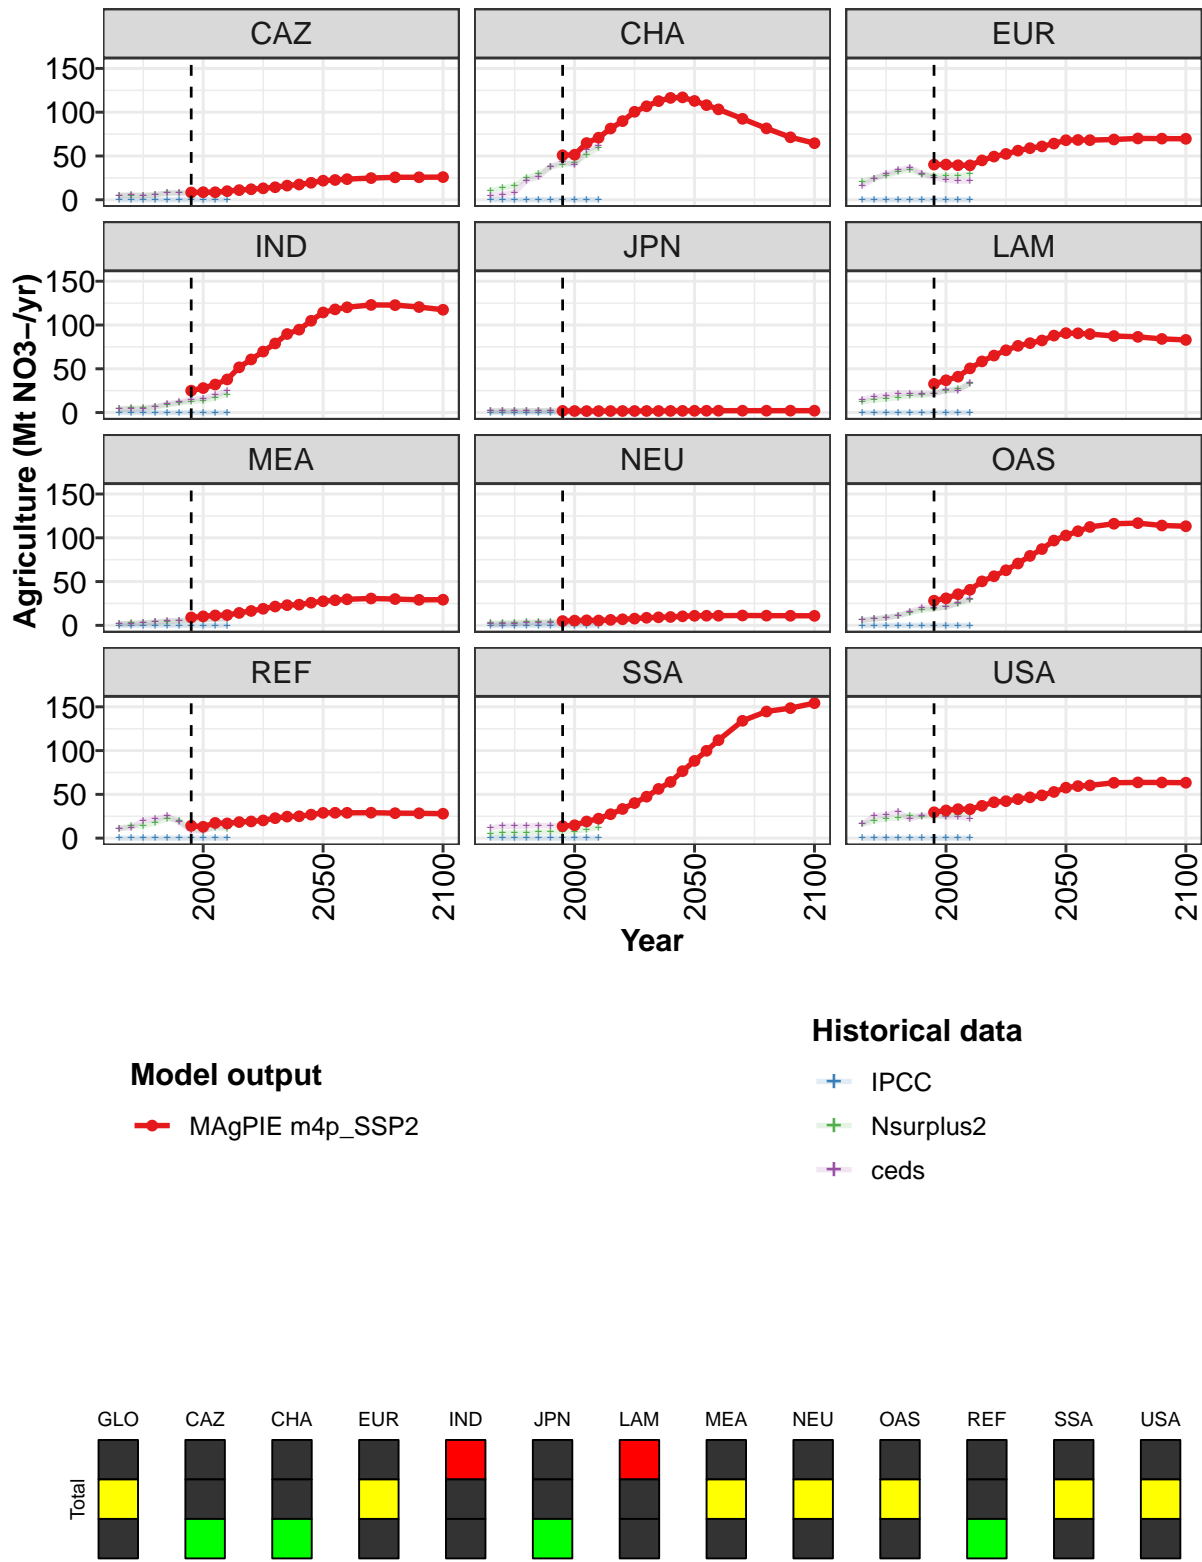 CAZ CHA EUR
150
100
50
0
IND JPN LAM
150
100
50
0
Agriculture (Mt NO3−/yr)
MEA NEU OAS
150
100
50
0
REF SSA USA
150
100
50
0
2000 2050 2100 2000 2050 2100 2000 2050 2100
Year
Historical data
Model output
IPCC
MAgPIE m4p_SSP2
Nsurplus2
ceds
GLO CAZ CHA EUR IND JPN LAM MEA NEU OAS REF SSA USA
Total